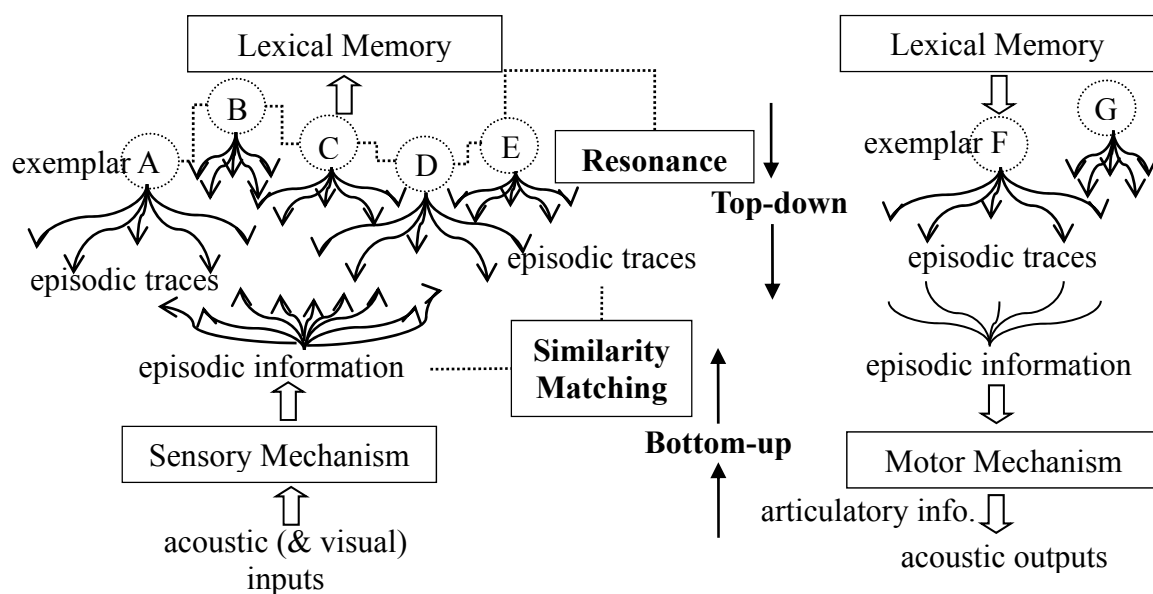 Lexical Memory
B
C
D
E
exemplar A
Resonance
Top-down
episodic traces
episodic traces
episodic information
Similarity
Matching
Bottom-up
Sensory Mechanism
acoustic (& visual)
inputs
Lexical Memory
G
exemplar F
episodic traces
episodic information
Motor Mechanism
articulatory info.
acoustic outputs